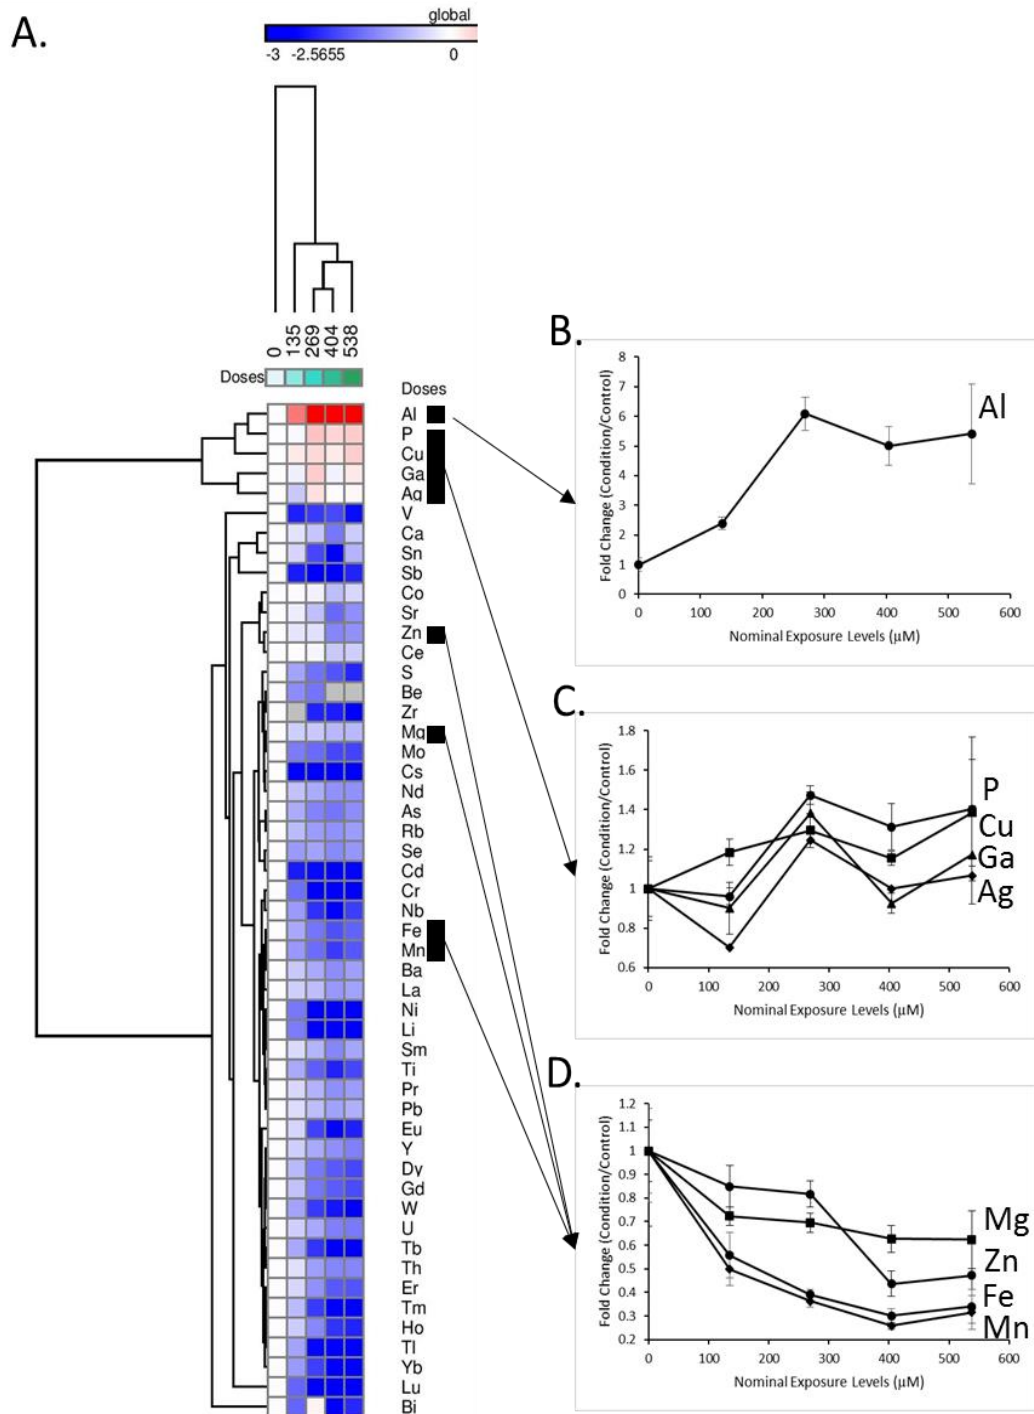 A.
global
-3 -2.5655 0
0
135
269
404
538
Doses
Doses
Al
P
Cu
Ga
Ag
V
Ca
Sn
Sb
Co
Sr
Zn
Ce
S
Be
Zr
Mg
Mo
Cs
Nd
As
Rb
Se
Cd
Cr
Nb
Fe
Mn
Ba
La
Ni
Li
Sm
Ti
Pr
Pb
Eu
Y
Dy
Gd
W
U
Tb
Th
Er
Tm
Ho
Tl
Yb
Lu
Bi
B.
Fold Change (Condition/Control)
8
7
6
5
4
3
2
1
0
0 100 200 300 400 500 600
Nominal Exposure Levels (µM)
Al
C.
Fold Change (Condition/Control)
1.8
1.6
1.4
1.2
1
0.8
0.6
0 100 200 300 400 500 600
Nominal Exposure Levels (µM)
P
Cu
Ga
Ag
D.
Fold Change (Condition/Control)
1.2
1.1
1
0.9
0.8
0.7
0.6
0.5
0.4
0.3
0.2
0 100 200 300 400 500 600
Nominal Exposure Levels (µM)
Mg
Zn
Fe
Mn